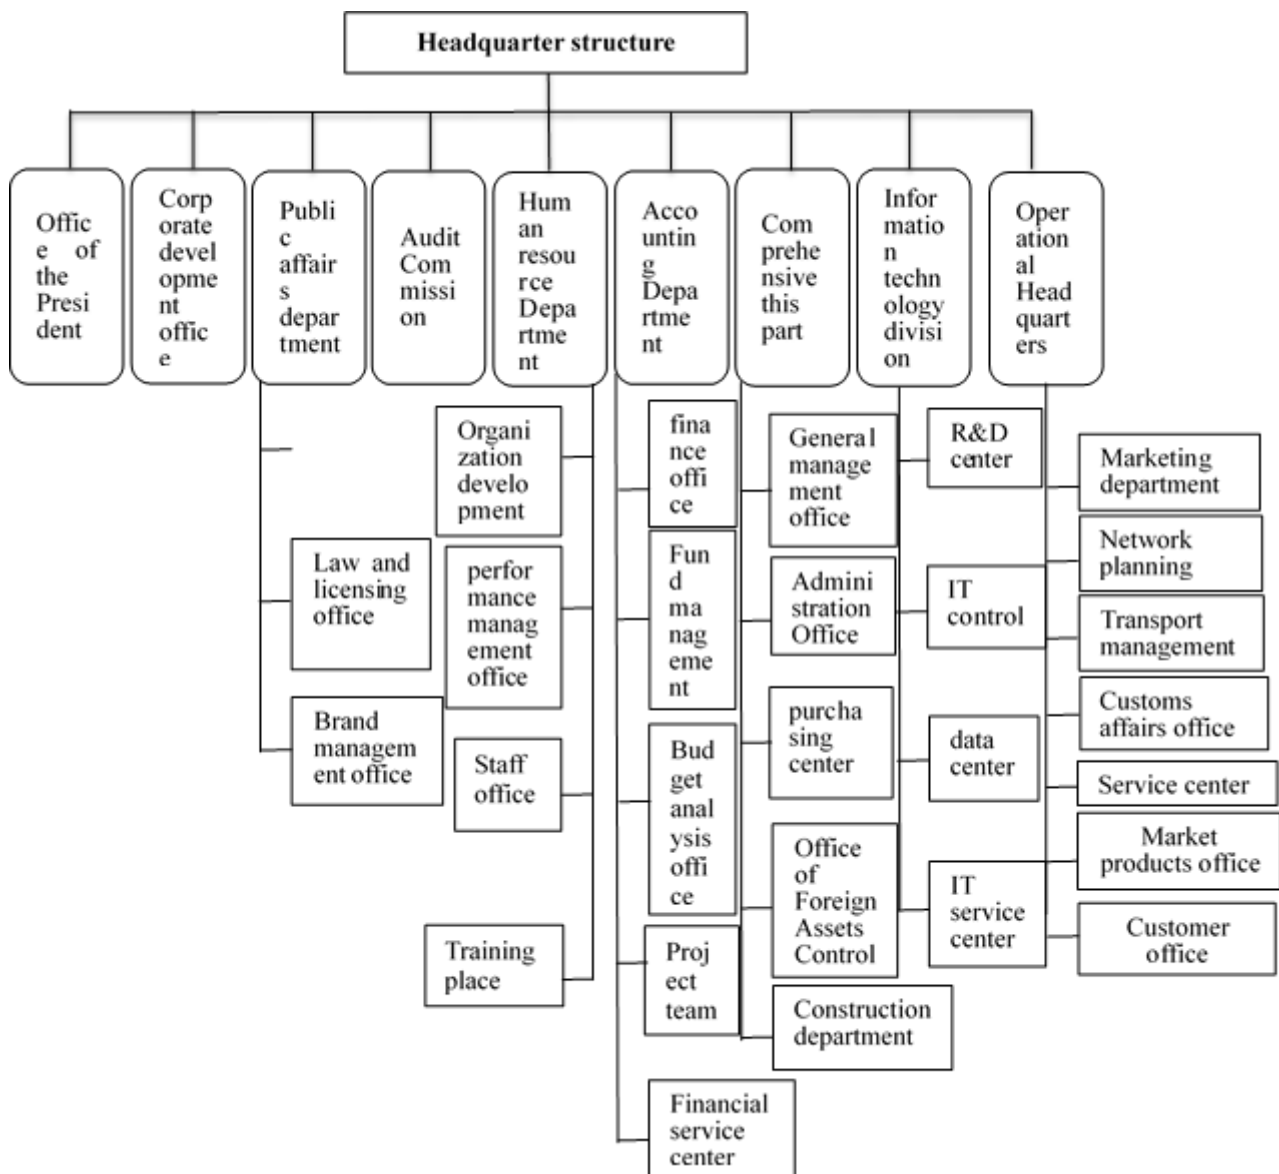 Headquarter structure
Offic
e of
the
Presi
dent
Corp
orate
devel
opme
nt
offic
e
Publi
c
affair
s
depar
tment
Audit
Com
missi
on
Hum
an
resou
rce
Depa
rtme
nt
Acco
untin
g
Depa
rtmen
t
Com
prehe
nsive
this
part
Infor
matio
n
techn
ology
divisi
on
Oper
ation
al
Head
quart
ers
Law and
licensing
office
Brand
managem
ent office
Organi
zation
develo
pment
perfor
mance
manag
ement
office
Staff
office
Training
place
fina
nce
offi
ce
Fun
d
ma
nag
eme
nt
Bud
get
anal
ysis
offi
ce
Proj
ect
team
Financial
service
center
General
manage
ment
office
Admini
stration
Office
purcha
sing
center
Office
of
Foreign
Assets
Control
Construction
department
R&D
center
IT
control
data
center
IT
service
center
Marketing
department
Network
planning
Transport
management
Customs
affairs office
Service center
Market
products office
Customer
office